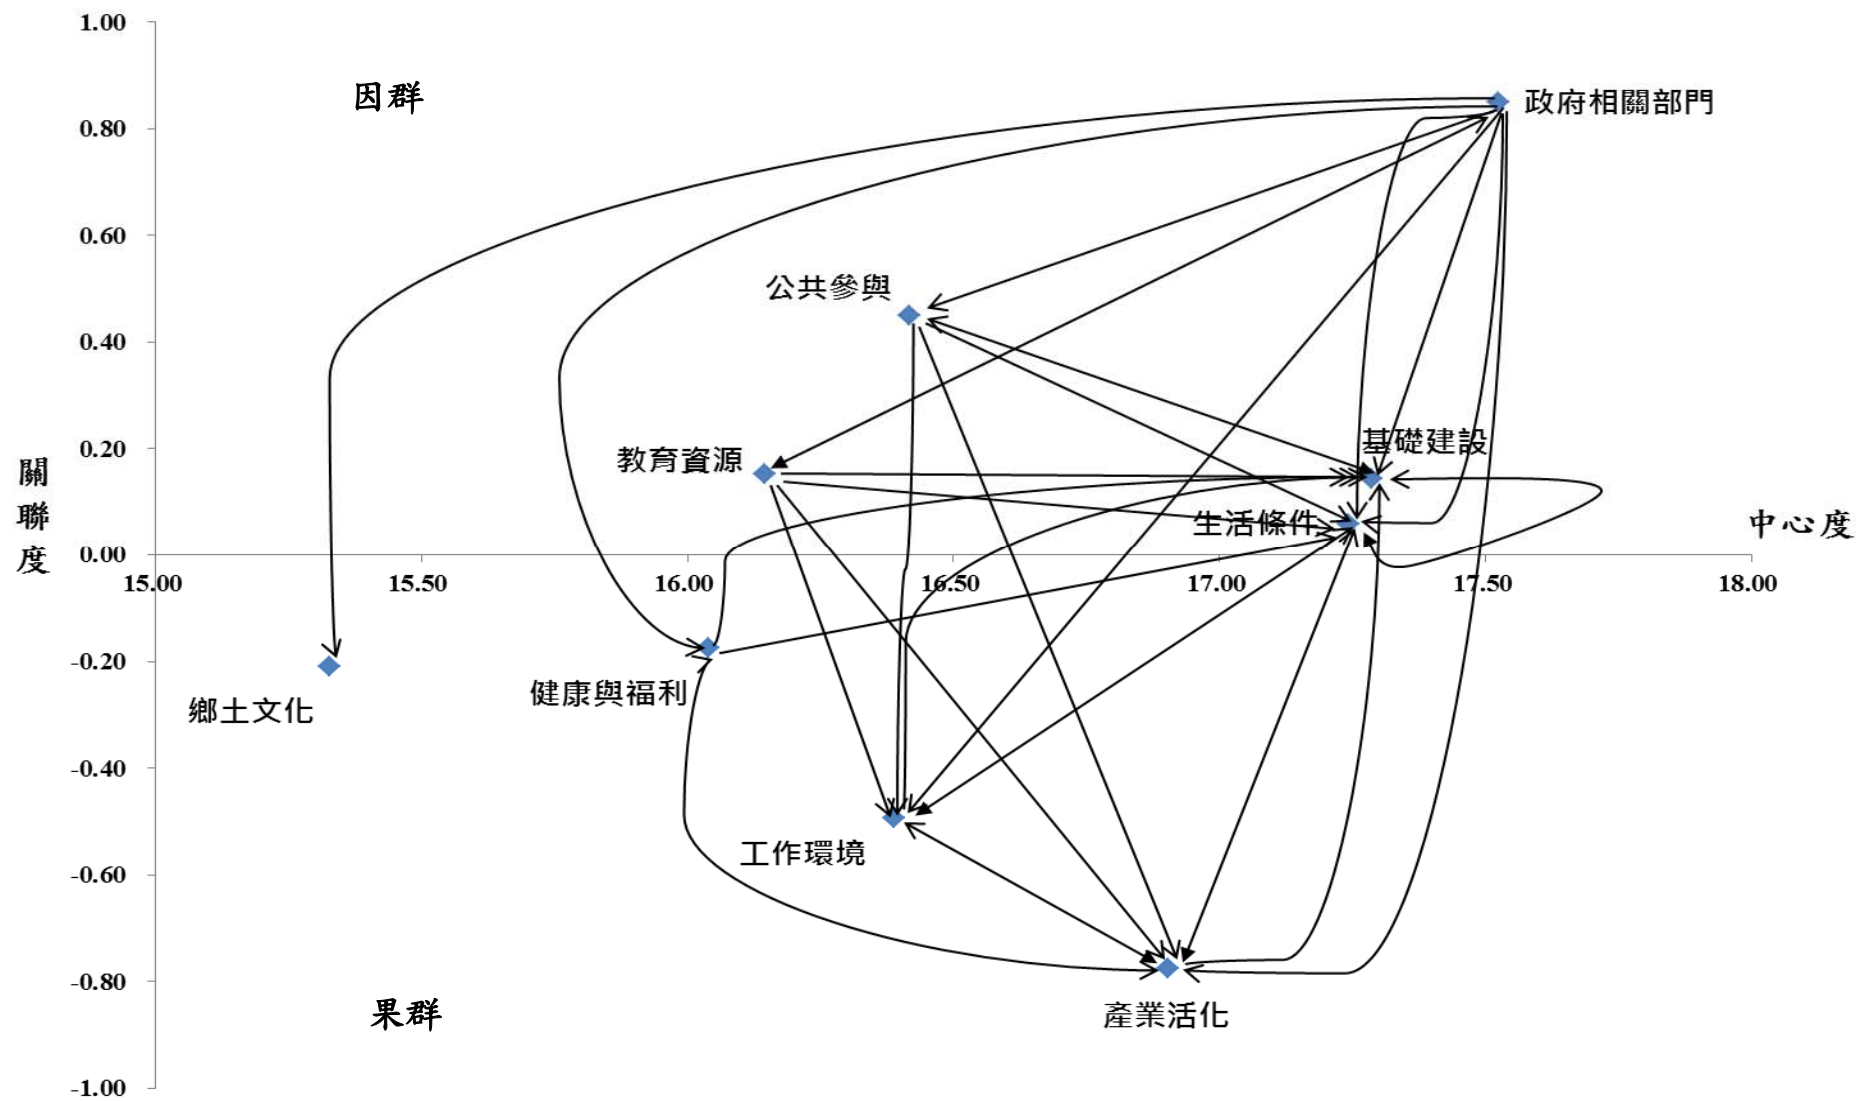 1.00
因群
政府相關部門
0.80
0.60
公共參與
0.40
基礎建設
0.20
教育資源
關聯度
生活條件
中心度
0.00
15.00 15.50 16.00 16.50 17.00 17.50 18.00
-0.20
健康與福利
鄉土文化
-0.40
工作環境
-0.60
-0.80
果群
產業活化
-1.00